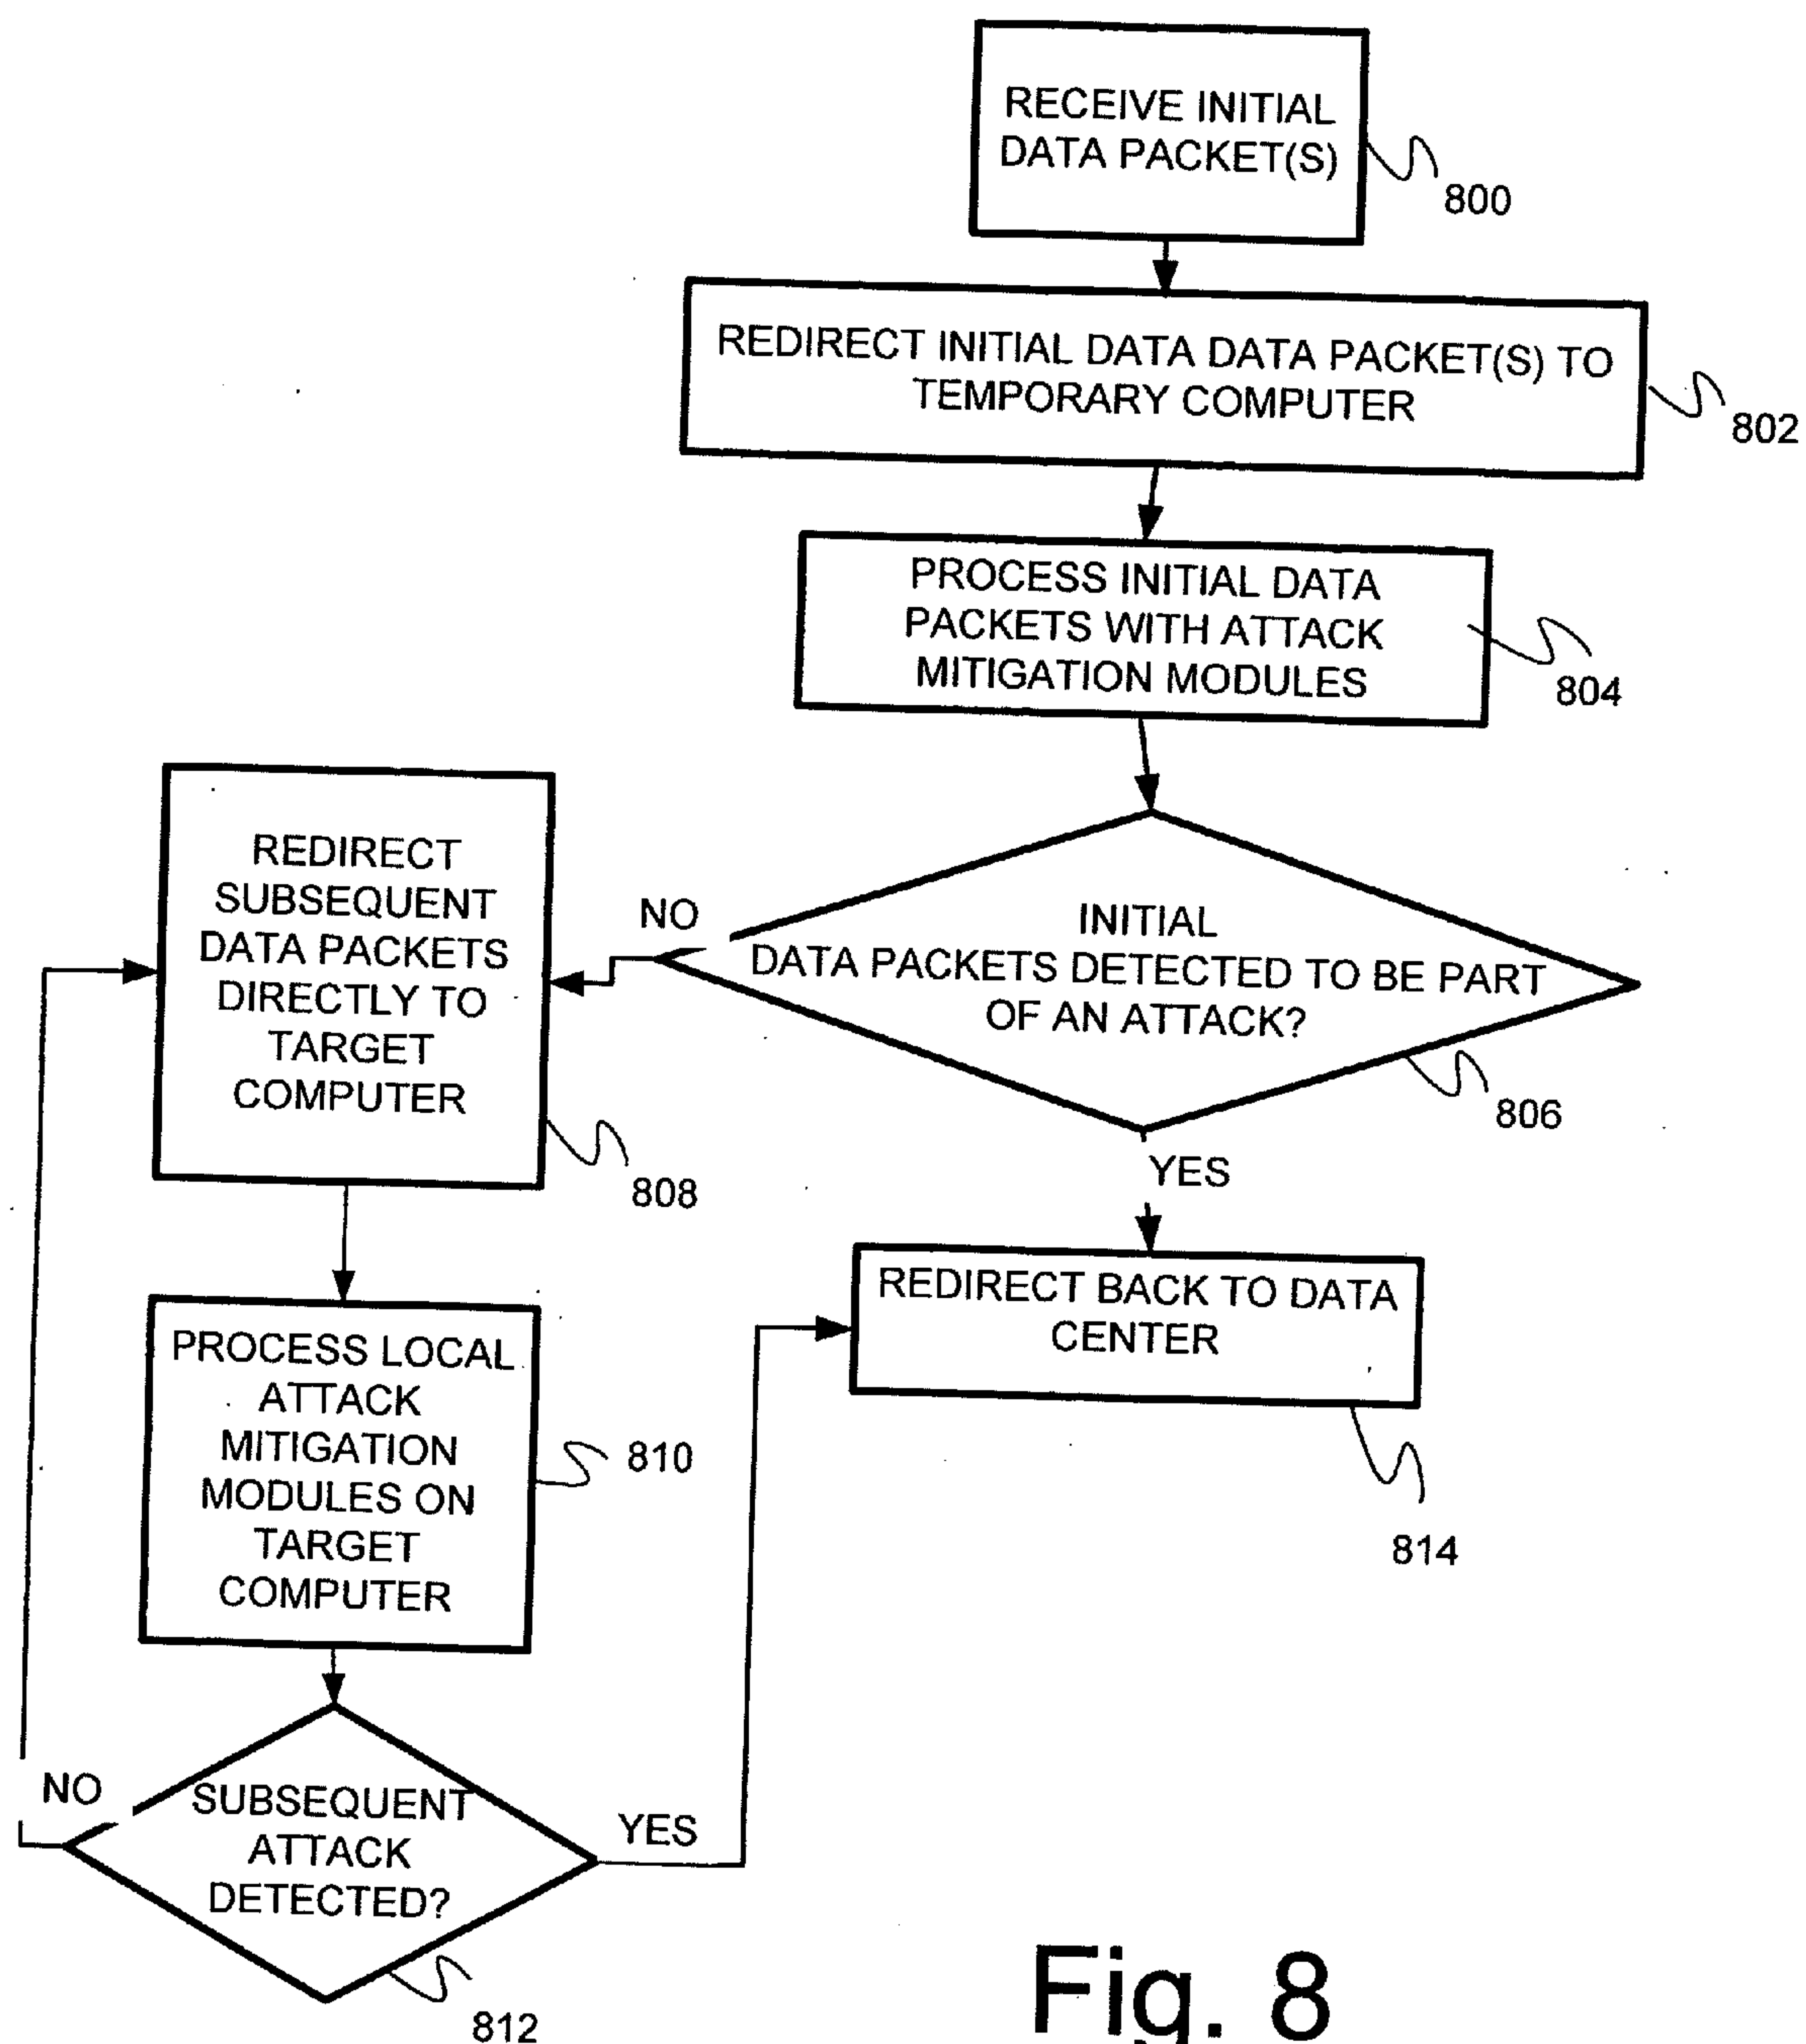 RECEIVE INITIAL
DATA PACKET(S)
800
REDIRECT INITIAL DATA DATA PACKET(S) TO
TEMPORARY COMPUTER
802
PROCESS INITIAL DATA
PACKETS WITH ATTACK
MITIGATION MODULES
804
INITIAL
DATA PACKETS DETECTED TO BE PART
OF AN ATTACK?
806
NO
YES
REDIRECT
SUBSEQUENT
DATA PACKETS
DIRECTLY TO
TARGET
COMPUTER
808
PROCESS LOCAL
ATTACK
MITIGATION
MODULES ON
TARGET
COMPUTER
810
SUBSEQUENT
ATTACK
DETECTED?
812
NO
YES
REDIRECT BACK TO DATA
CENTER
814
Fig. 8